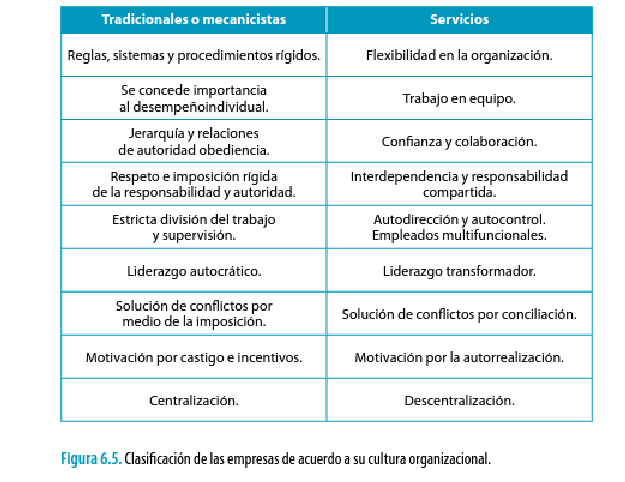 Tradicionales o mecanicistas
Servicios
Reglas, sistemas y procedimientos rígidos.
Flexibilidad en la organización.
Se concede importancia
al desempeñoindividual.
Trabajo en equipo.
Jerarquía y relaciones
de autoridad obediencia.
Confianza y colaboración.
Respeto e imposición rígida
de la responsabilidad y autoridad.
Interdependencia y responsabilidad
compartida.
Estricta división del trabajo
y supervisión.
Autodirección y autocontrol.
Empleados multifuncionales.
Liderazgo autocrático.
Liderazgo transformador.
Solución de conflictos por
medio de la imposición.
Solución de conflictos por conciliación.
Motivación por castigo e incentivos.
Motivación por la autorrealización.
Centralización.
Descentralización.
Figura 6.5. Clasificación de las empresas de acuerdo a su cultura organizacional.